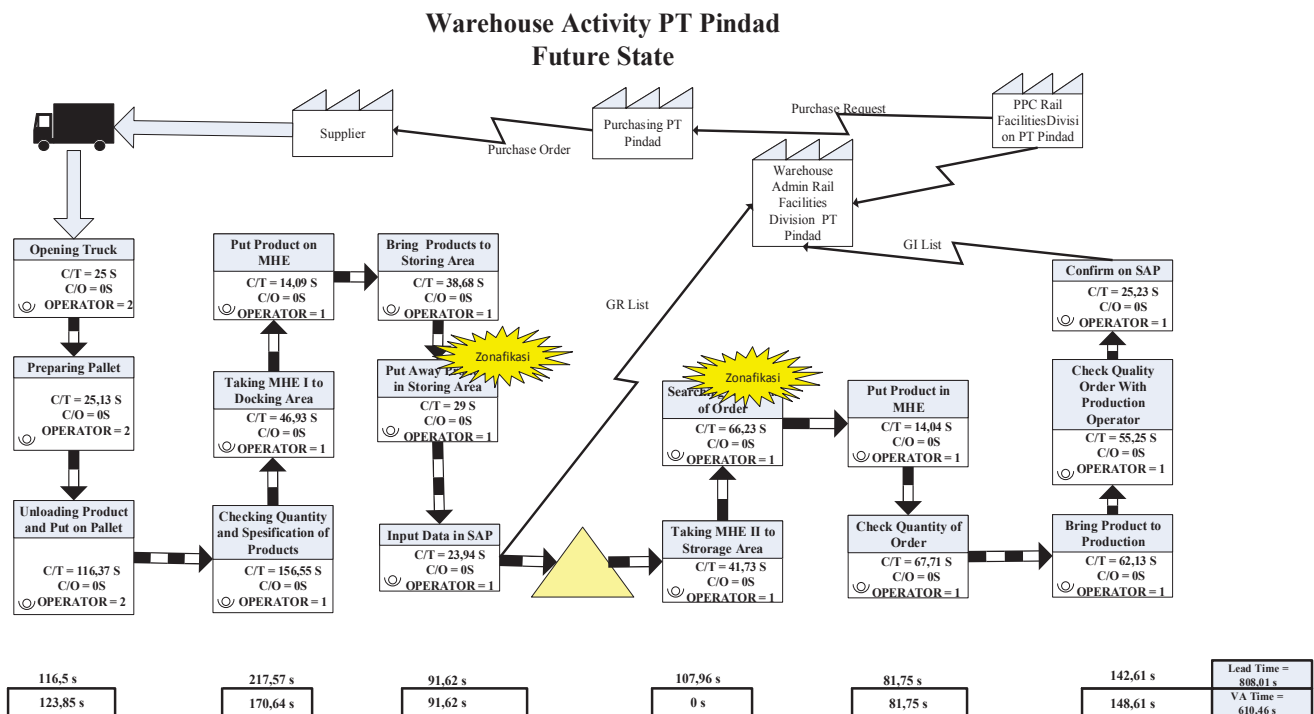 Warehouse Activity PT Pindad
Future State
Supplier
Purchase Order
Purchasing PT
Pindad
Purchase Request
PPC Rail
FacilitiesDivisi
on PT Pindad
Warehouse
Admin Rail
Facilities
Division PT
Pindad
GR List
GI List
Opening Truck
C/T = 25 S
C/O = 0S
OPERATOR = 2
Preparing Pallet
C/T = 25,13 S
C/O = 0S
OPERATOR = 2
Unloading Product
and Put on Pallet
C/T = 116,37 S
C/O = 0S
OPERATOR = 2
Put Product on
MHE
C/T = 14,09 S
C/O = 0S
OPERATOR = 1
Taking MHE I to
Docking Area
C/T = 46,93 S
C/O = 0S
OPERATOR = 1
Checking Quantity
and Spesification of
Products
C/T = 156,55 S
C/O = 0S
OPERATOR = 1
Bring Products to
Storing Area
C/T = 38,68 S
C/O = 0S
OPERATOR = 1
Zonafikasi
Put Away
in Storing Area
C/T = 29 S
C/O = 0S
OPERATOR = 1
Input Data in SAP
C/T = 23,94 S
C/O = 0S
OPERATOR = 1
Zonafikasi
of Order
C/T = 66,23 S
C/O = 0S
OPERATOR = 1
Taking MHE II to
Strorage Area
C/T = 41,73 S
C/O = 0S
OPERATOR = 1
Put Product in
MHE
C/T = 14,04 S
C/O = 0S
OPERATOR = 1
Check Quantity of
Order
C/T = 67,71 S
C/O = 0S
OPERATOR = 1
Confirm on SAP
C/T = 25,23 S
C/O = 0S
OPERATOR = 1
Check Quality
Order With
Production
Operator
C/T = 55,25 S
C/O = 0S
OPERATOR = 1
Bring Product to
Production
C/T = 62,13 S
C/O = 0S
OPERATOR = 1
116,5 s
217,57 s
91,62 s
107,96 s
81,75 s
142,61 s
Lead Time =
808,01 s
123,85 s
170,64 s
91,62 s
0 s
81,75 s
148,61 s
VA Time =
610,46 s